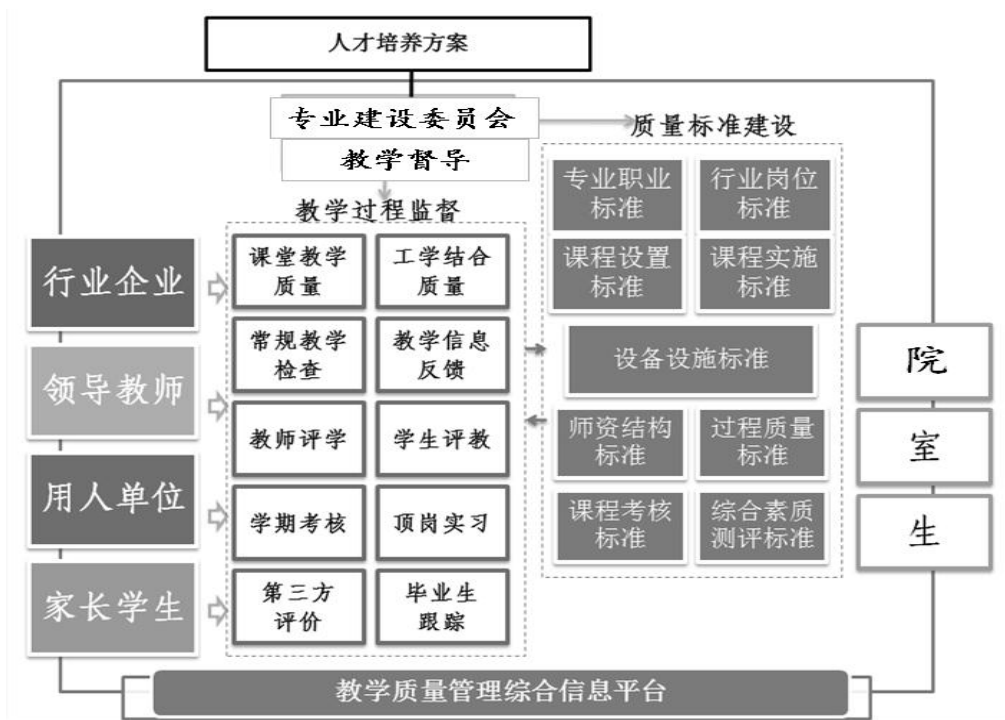 人才培养方案
专业建设委员会
教学督导
质量标准建设
专业职业
标准
行业岗位
标准
课程设置
标准
课程实施
标准
设备设施标准
师资结构
标准
过程质量
标准
课程考核
标准
综合素质
测评标准
教学过程监督
课堂教学
质量
工学结合
质量
常规教学
检查
教学信息
反馈
教师评学
学生评教
学期考核
顶岗实习
第三方
评价
毕业生
跟踪
行业企业
领导教师
用人单位
家长学生
院
室
生
教学质量管理综合信息平台